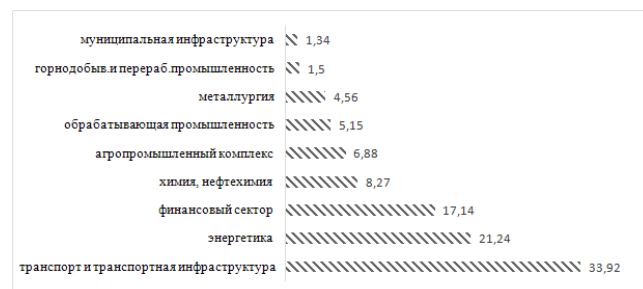 муниципальная инфраструктура 1,34
горнодобыв.и перераб.промышленность 1,5
металлургия 4,56
обрабатывающая промышленность 5,15
агропромышленный комплекс 6,88
химия, нефтехимия 8,27
финансовый сектор 17,14
энергетика 21,24
транспорт и транспортная инфраструктура 33,92